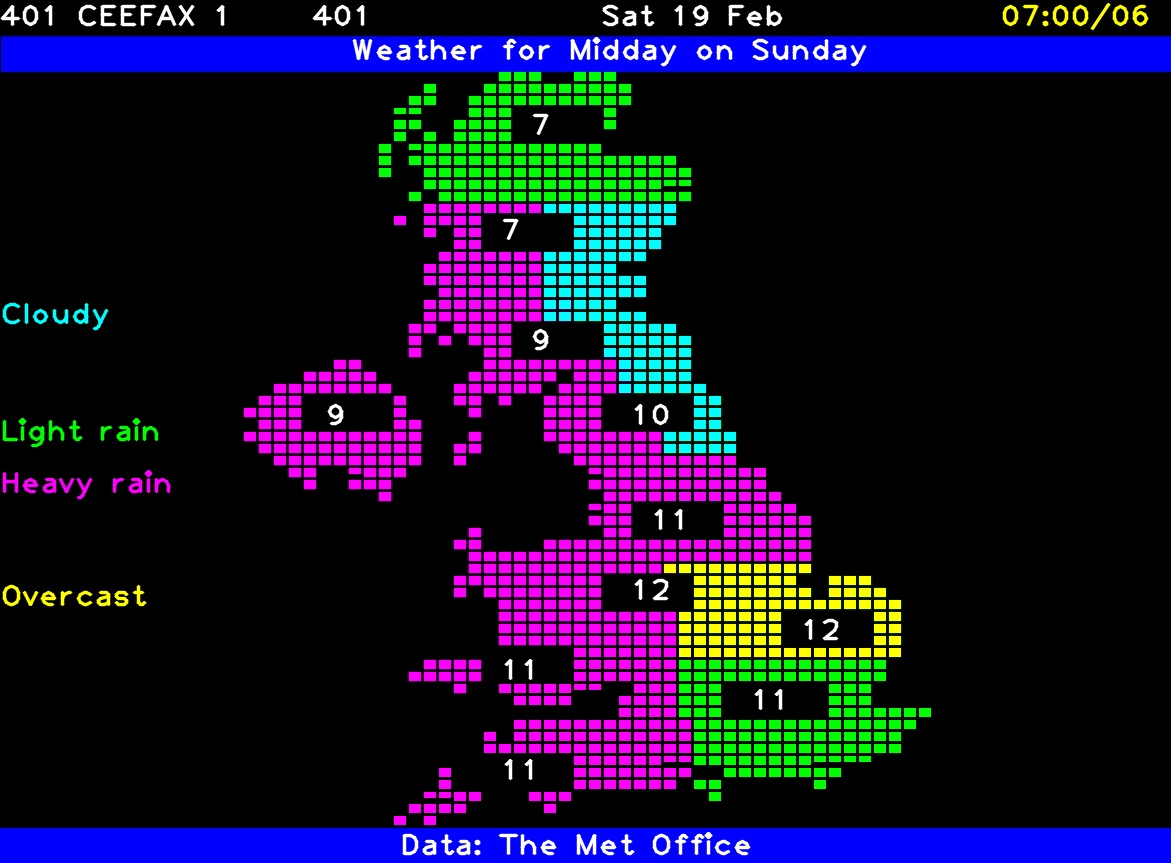 401 CEEFAX 1 401 Sat 19 Feb 07:00/06
Weather for Midday on Sunday
7
7
Cloudy
9
9
10
Light rain
Heavy rain
11
12
Overcast
12
11
11
11
Data: The Met Office